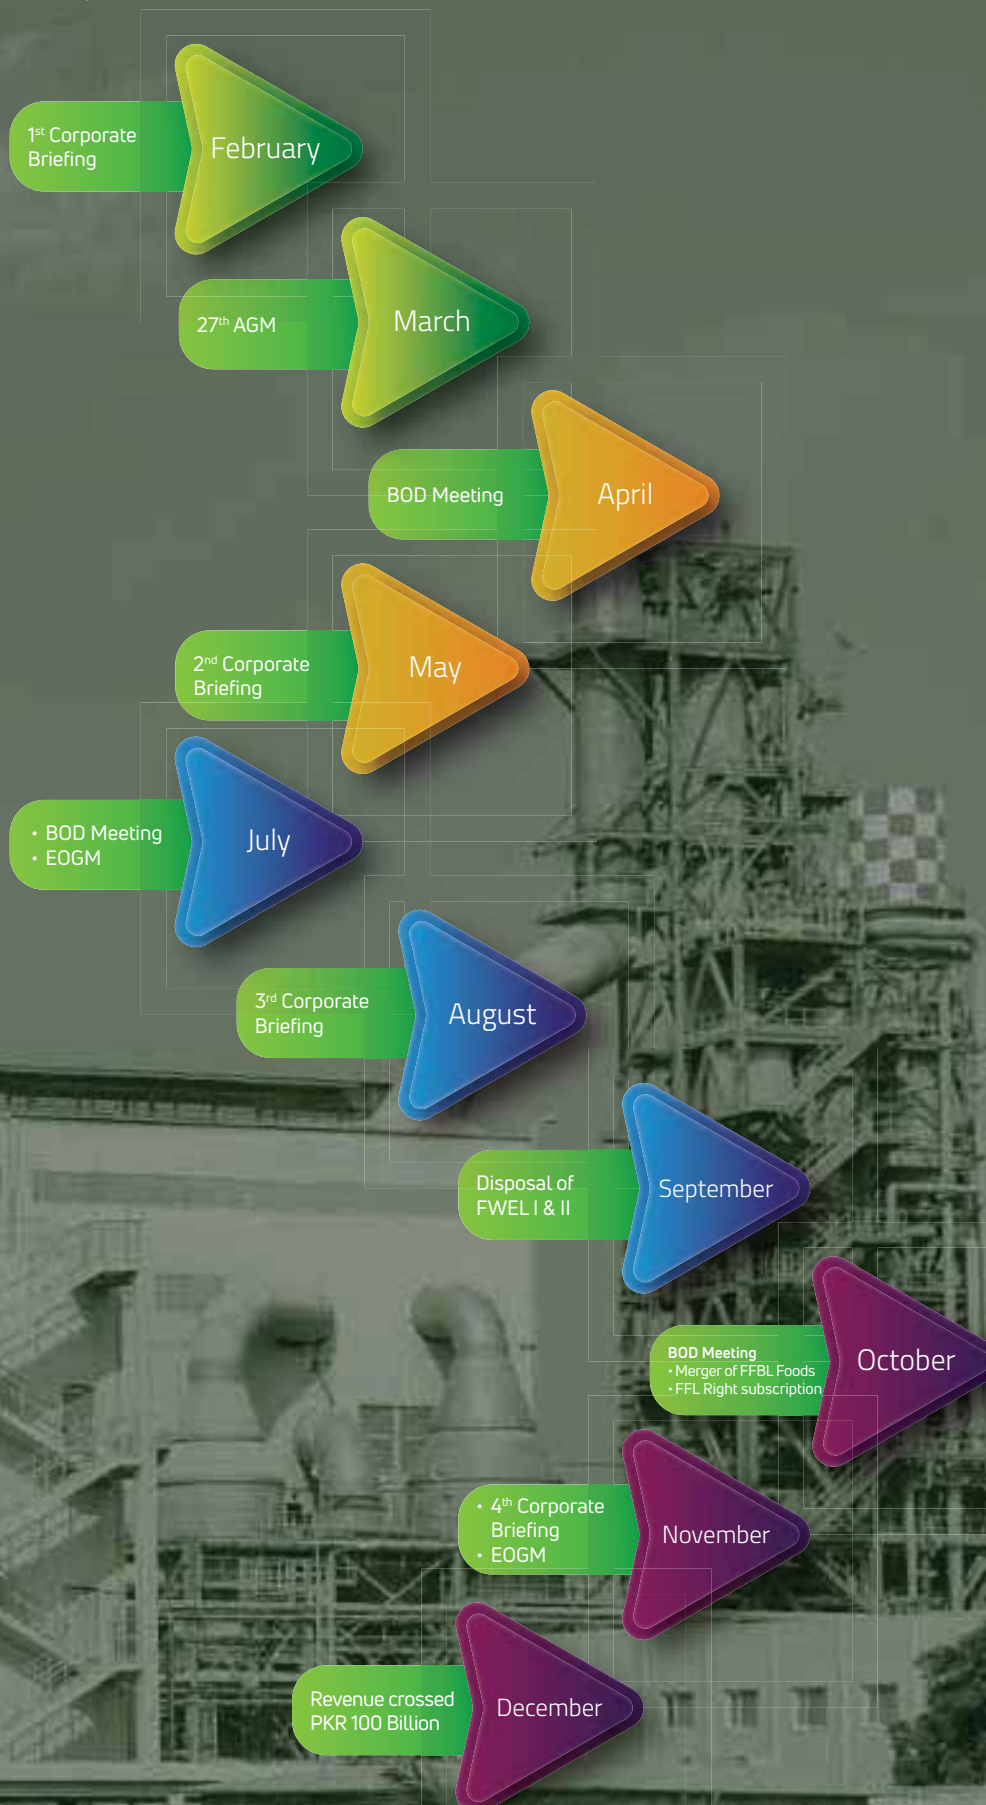 1st Corporate
Briefing
February
27th AGM
March
BOD Meeting
April
2nd Corporate
Briefing
May
• BOD Meeting
• EOGM
July
3rd Corporate
Briefing
August
Disposal of
FWEL I & II
September
BOD Meeting
• Merger of FFBL Foods
• FFL Right subscription
October
• 4th Corporate
Briefing
• EOGM
November
Revenue crossed
PKR 100 Billion
December